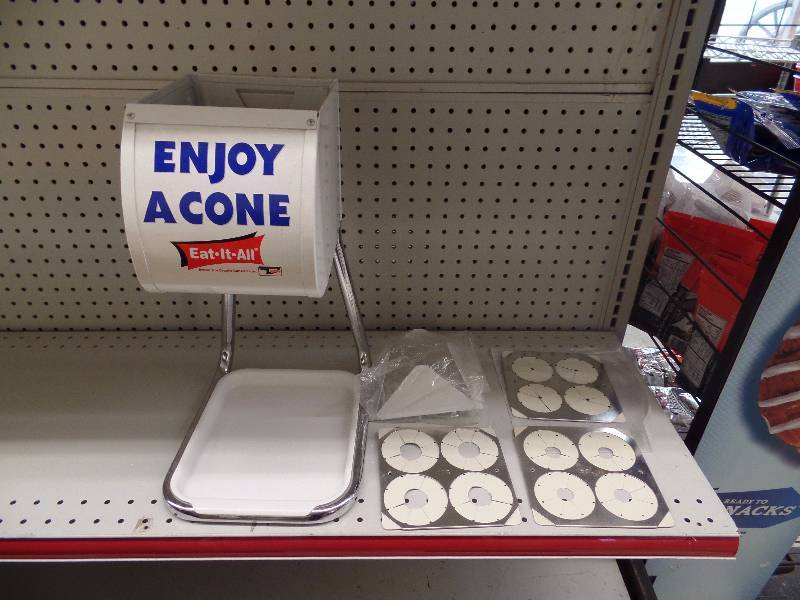 ENJOY
A CONE
Eat-It-All®
READY TO
NACKS